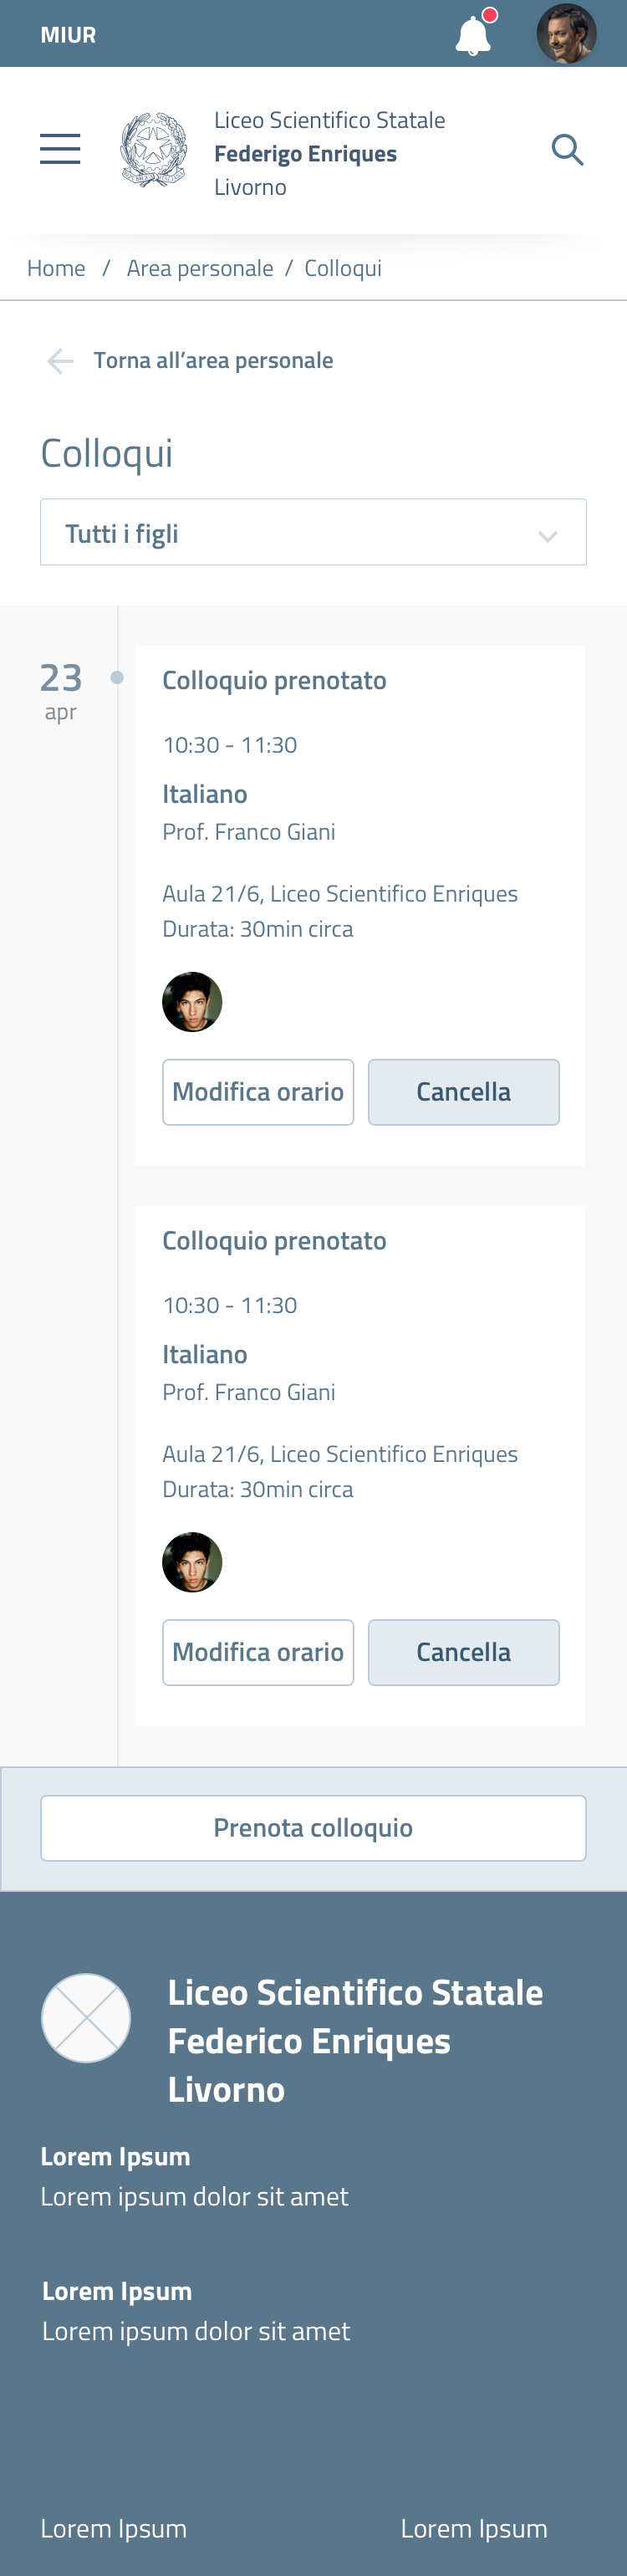 MIUR
Liceo Scientifico Statale
Federigo Enriques
Livorno
Home / Area personale / Colloqui
Torna all’area personale
Colloqui
Tutti i figli
23
apr
Colloquio prenotato
10:30 - 11:30
Italiano
Prof. Franco Giani
Aula 21/6, Liceo Scientifico Enriques
Durata: 30min circa
Modifica orario
Cancella
Colloquio prenotato
10:30 - 11:30
Italiano
Prof. Franco Giani
Aula 21/6, Liceo Scientifico Enriques
Durata: 30min circa
Modifica orario
Cancella
Prenota colloquio
Liceo Scientifico Statale
Federico Enriques
Livorno
Lorem Ipsum
Lorem ipsum dolor sit amet
Lorem Ipsum
Lorem ipsum dolor sit amet
Lorem Ipsum
Lorem Ipsum